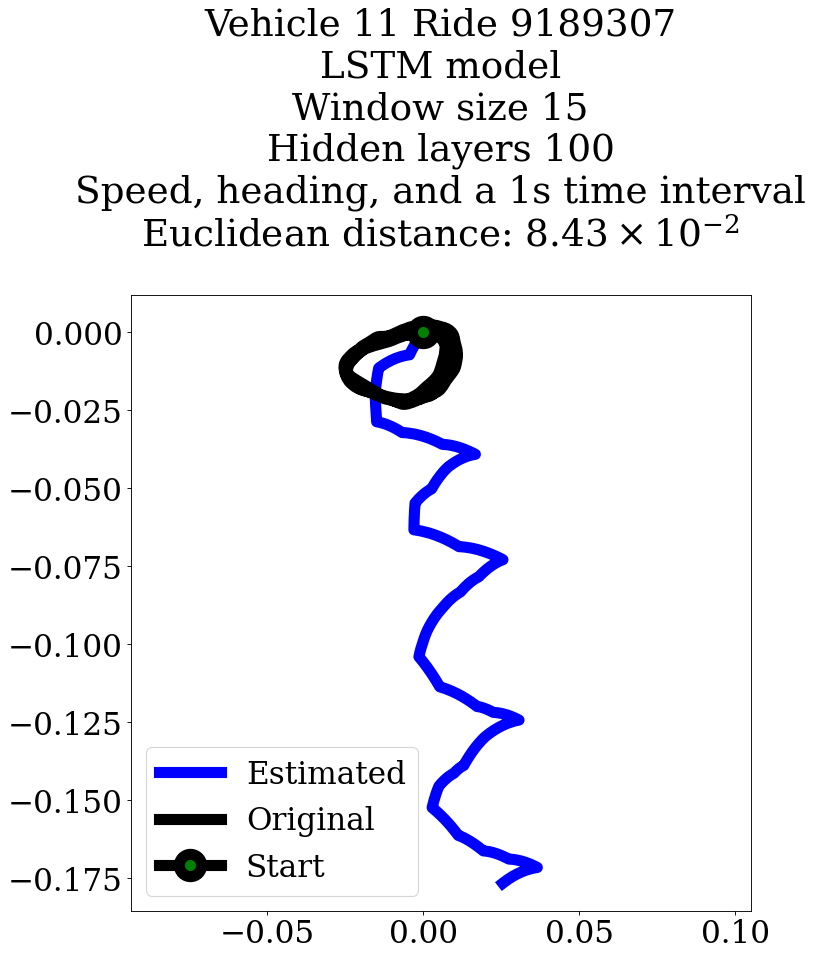 Vehicle 11 Ride 9189307
LSTM model
Window size 15
Hidden layers 100
Speed, heading, and a 1s time interval
Euclidean distance: 8.43 × 10⁻²
0.000
−0.025
−0.050
−0.075
−0.100
−0.125
−0.150
−0.175
Estimated
Original
Start
−0.05
0.00
0.05
0.10